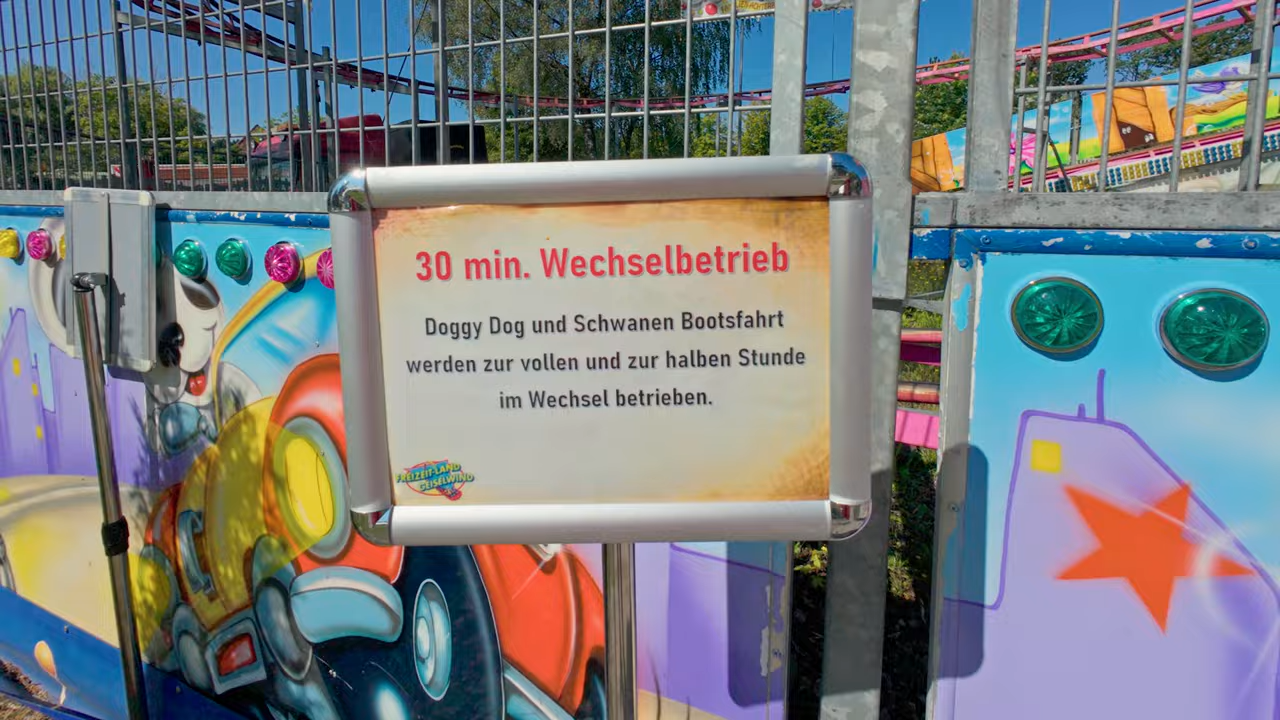 30 min. Wechselbetrieb
Doggy Dog und Schwanen Bootsfahrt
werden zur vollen und zur halben Stunde
im Wechsel betrieben.
FREIZEIT-LAND
GEISELWIND